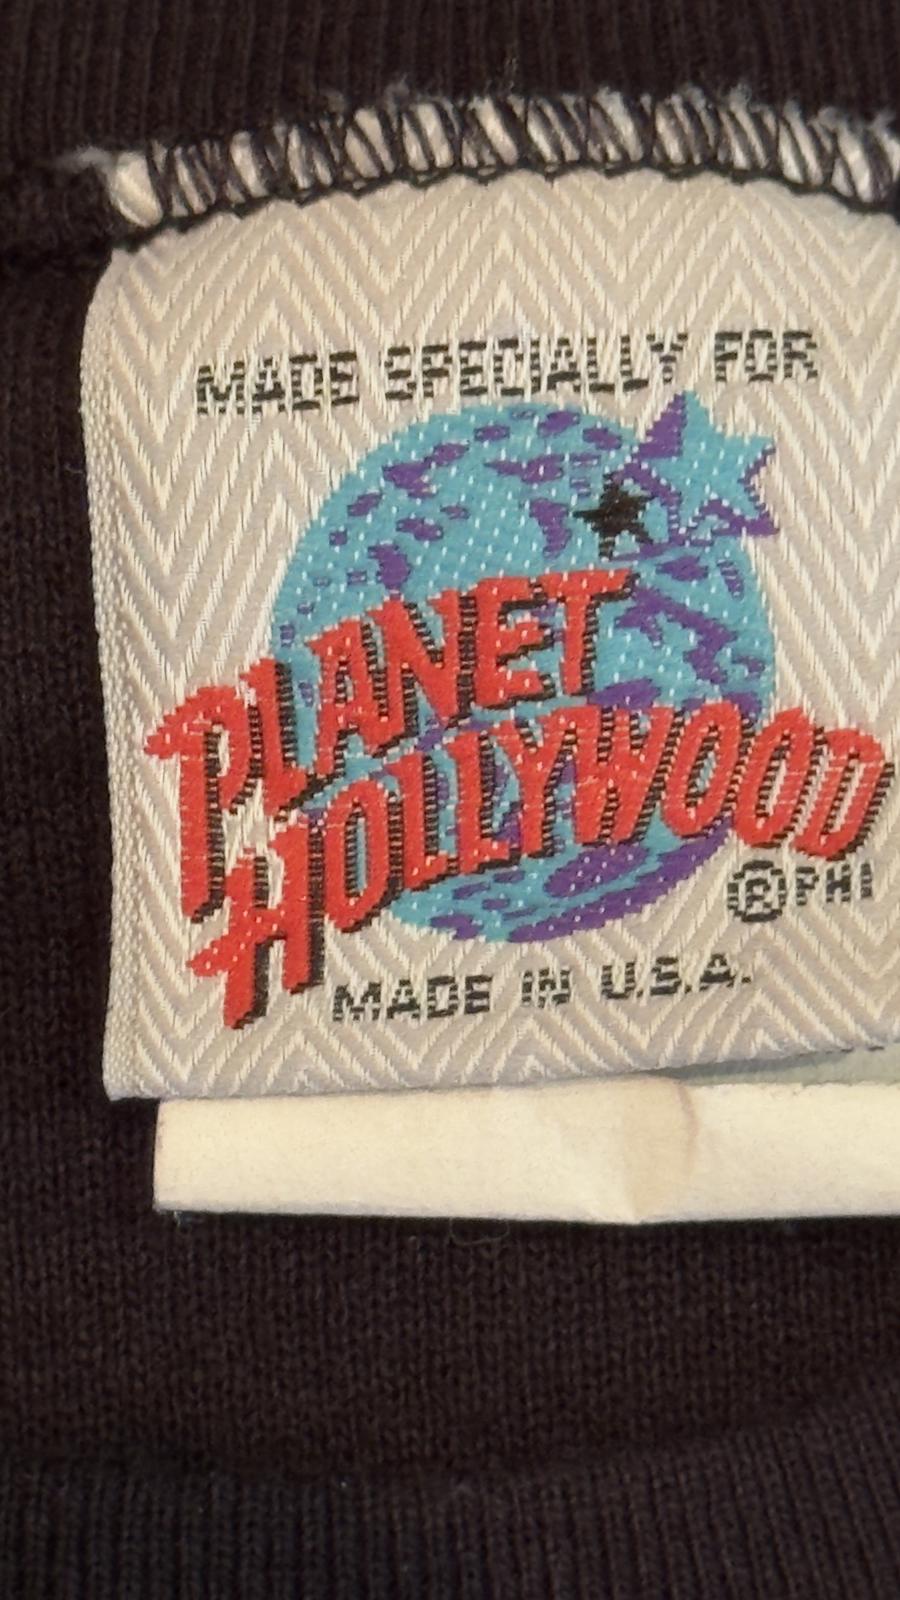 MADE SPECIALLY FOR
PLANET
HOLLYWOOD
® PHI
MADE IN U.S.A.